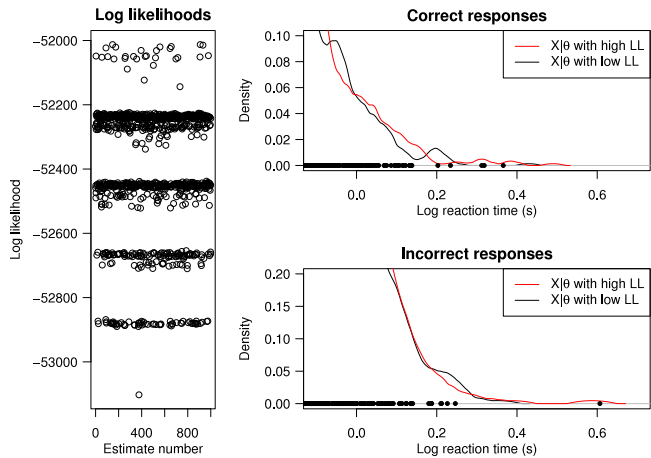 Log likelihoods
Log likelihood
−52000
−52200
−52400
−52600
−52800
−53000
0
400
800
Estimate number
Correct responses
Density
0.10
0.08
0.06
0.04
0.02
0.00
X|θ with high LL
X|θ with low LL
0.0
0.2
0.4
0.6
Log reaction time (s)
Incorrect responses
Density
0.20
0.15
0.10
0.05
0.00
X|θ with high LL
X|θ with low LL
0.0
0.2
0.4
0.6
Log reaction time (s)